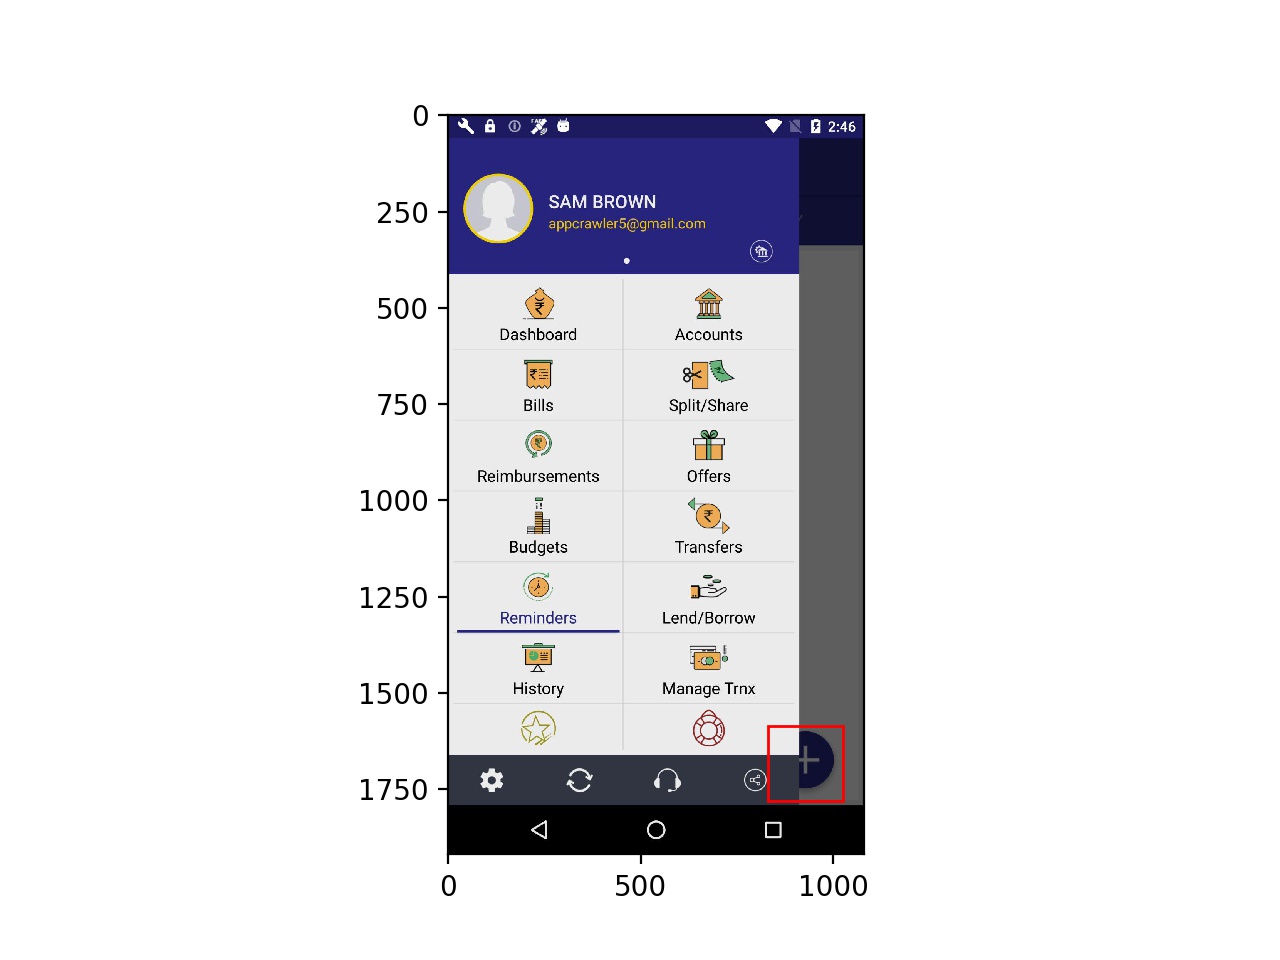 0
250
500
750
1000
1250
1500
1750
0 500 1000
2:46
SAM BROWN
appcrawler5@gmail.com
Dashboard Accounts
Bills Split/Share
Reimbursements Offers
Budgets Transfers
Reminders Lend/Borrow
History Manage Trnx